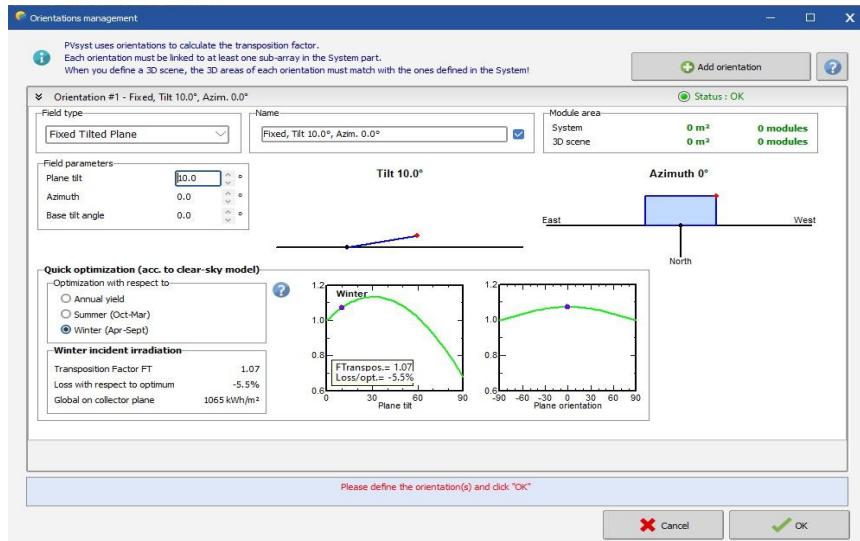 Orientations management
PVsyst uses orientations to calculate the transposition factor.
Each orientation must be linked to at least one sub-array in the System part.
When you define a 3D scene, the 3D areas of each orientation must match with the ones defined in the System!
Add orientation
Orientation #1 - Fixed, Tilt 10.0°, Azim. 0.0°
Status : OK
Field type
Fixed Tilted Plane
Name
Fixed, Tilt 10.0°, Azim. 0.0°
Module area
System 0 m² 0 modules
3D scene 0 m² 0 modules
Field parameters
Plane tilt 10.0 °
Azimuth 0.0 °
Base tilt angle 0.0 °
Tilt 10.0°
Azimuth 0°
East
West
North
Quick optimization (acc. to clear-sky model)
Optimization with respect to
Annual yield
Summer (Oct-Mar)
Winter (Apr-Sept)
Winter incident irradiation
Transposition Factor FT 1.07
Loss with respect to optimum -5.5%
Global on collector plane 1065 kWh/m²
1.2
Winter
1.0
0.8
FTranspos.= 1.07
Loss/opt.= -5.5%
0.6
0 30 60 90
Plane tilt
1.2
1.0
0.8
0.6
-90 -60 -30 0 30 60 90
Plane orientation
Please define the orientation(s) and click "OK"
Cancel
OK